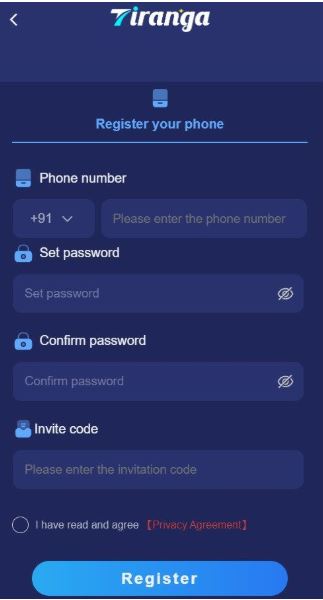 Tiranga
Register your phone
Phone number
+91 Please enter the phone number
Set password
Set password
Confirm password
Confirm password
Invite code
Please enter the invitation code
I have read and agree 【Privacy Agreement】
Register